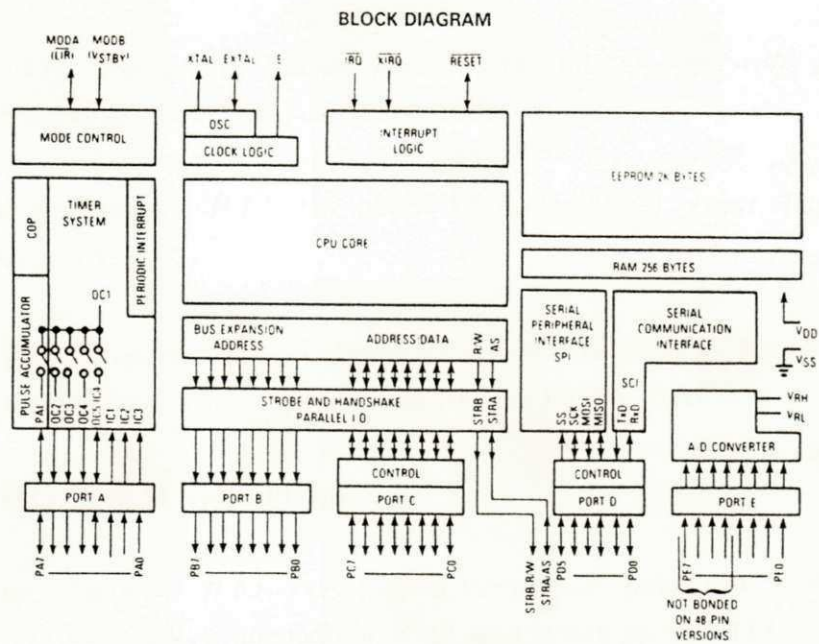 BLOCK DIAGRAM
MODA
(LIR)
MODB
(VSTBY)
XTAL EXTAL E
IRQ XIRQ RESET
MODE CONTROL
OSC
CLOCK LOGIC
INTERRUPT
LOGIC
EEPROM 2K BYTES
COP
TIMER
SYSTEM
PERIODIC INTERRUPT
CPU CORE
RAM 256 BYTES
PULSE ACCUMULATOR
OC1
BUS EXPANSION
ADDRESS
ADDRESS/DATA
R/W
AS
SERIAL
PERIPHERAL
INTERFACE
SPI
SERIAL
COMMUNICATION
INTERFACE
SCI
VDD
VSS
PAI
OC2
OC3
OC4
OC5 IC4
IC1
IC2
IC3
STROBE AND HANDSHAKE
PARALLEL I O
STRB
STRA
SS
SCK
MOSI
MISO
TxD
RxD
VRH
VRL
A D CONVERTER
CONTROL
CONTROL
PORT A
PORT B
PORT C
PORT D
PORT E
PA7
PA0
PB7
PB0
PC7
PC0
STRB R/W
STRA/AS
PD5
PD0
PE7
PE0
NOT BONDED
ON 48 PIN
VERSIONS